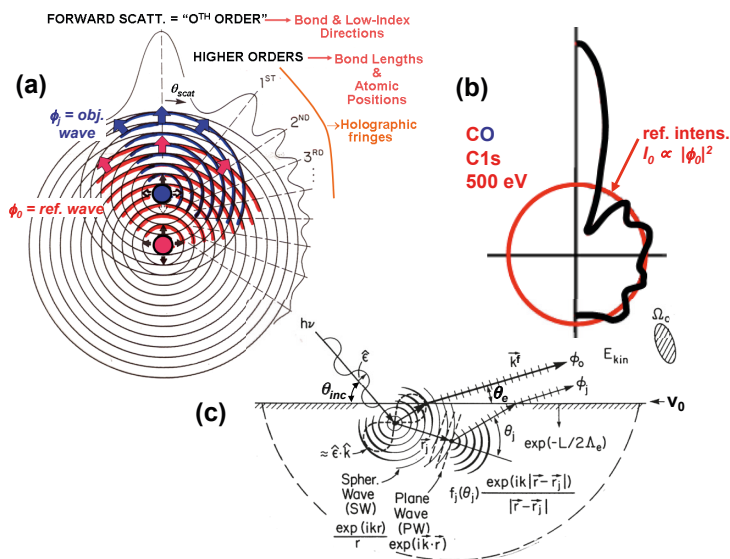 FORWARD SCATT. = “0TH ORDER”
Bond & Low-Index
Directions
HIGHER ORDERS
Bond Lengths
&
Atomic
Positions
Holographic
fringes
(a)
θscat
1ST
2ND
3RD
ϕj = obj.
wave
ϕ0 = ref. wave
(b)
CO
C1s
500 eV
ref. intens.
I0 ∝ |ϕ0|²
hν
ε̂
θinc
(c)
k⃗f
ϕo
Ekin
Ωc
θe
ϕj
V0
r⃗j
θj
exp(-L/2Λe)
≈ε̂·k̂
Spher.
Wave
(SW)
exp(ikr)
r
Plane
Wave
(PW)
exp(ik⃗·r⃗)
fj(θj) exp(ik|r⃗-r⃗j|)
|r⃗-r⃗j|